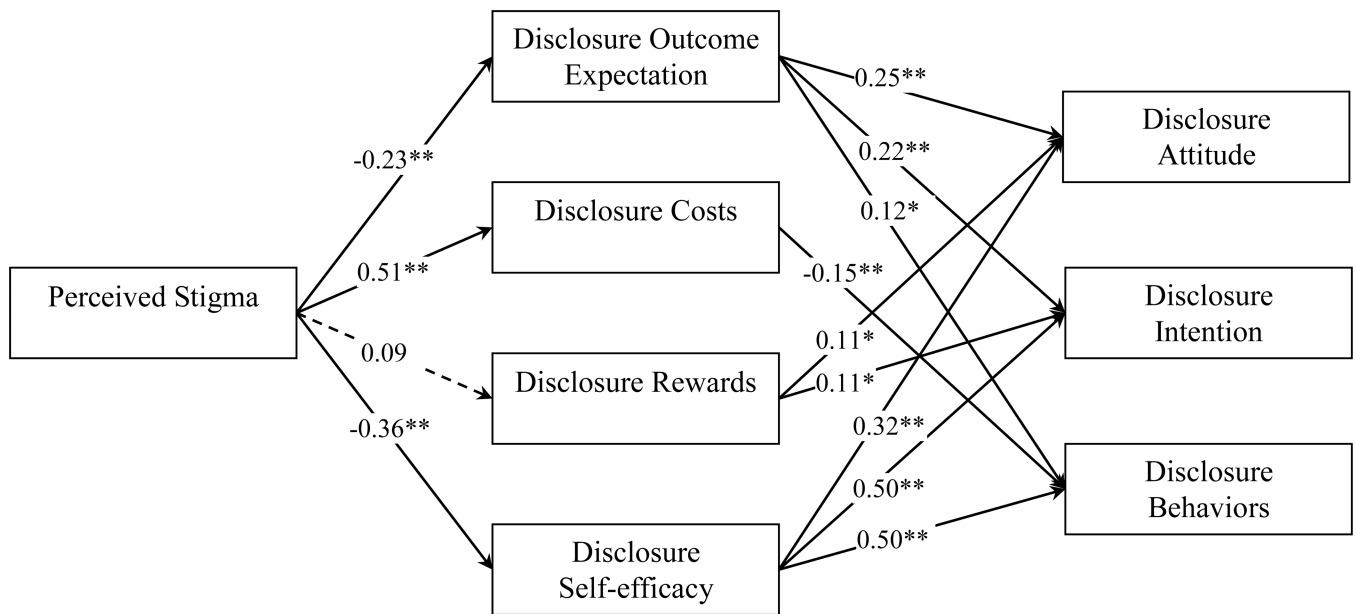 Disclosure Outcome
Expectation
0.25**
Disclosure
Attitude
-0.23**
0.22**
Disclosure Costs
0.12*
0.51**
-0.15**
Perceived Stigma
Disclosure
Intention
0.09
0.11*
Disclosure Rewards
0.11*
-0.36**
0.32**
Disclosure
Behaviors
0.50**
0.50**
Disclosure
Self-efficacy